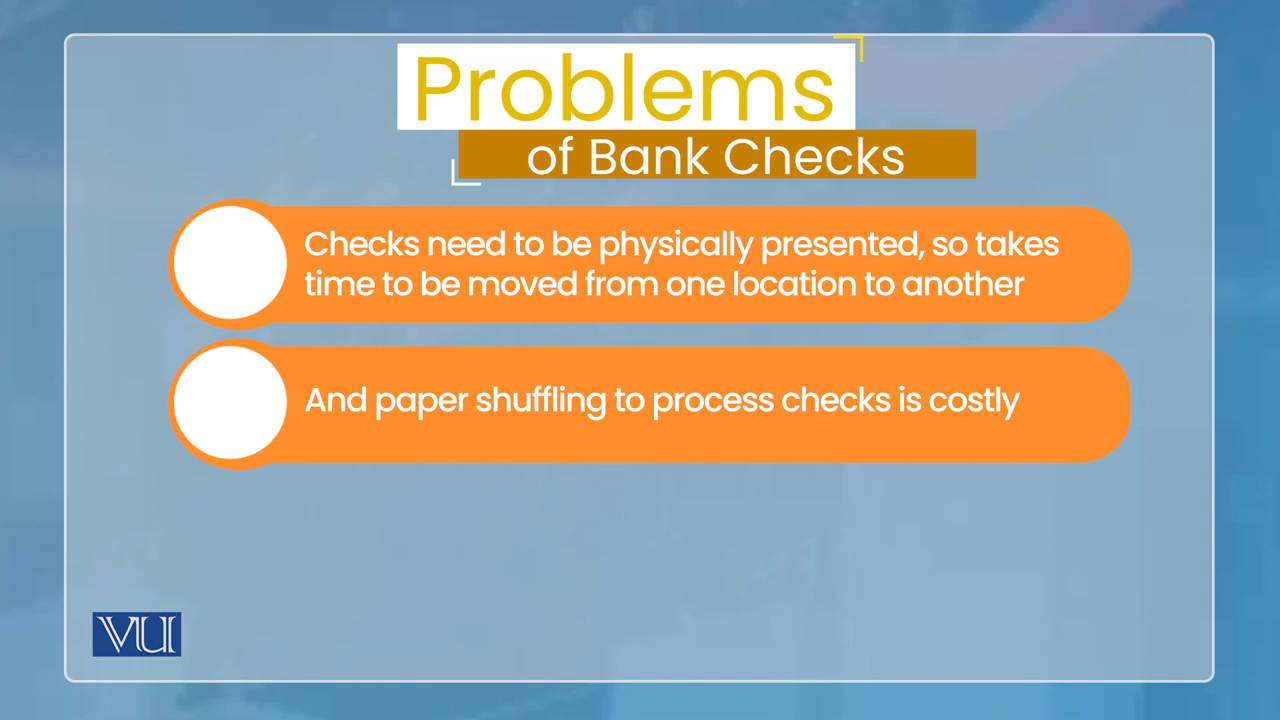 Problems
of Bank Checks
Checks need to be physically presented, so takes
time to be moved from one location to another
And paper shuffling to process checks is costly
VU